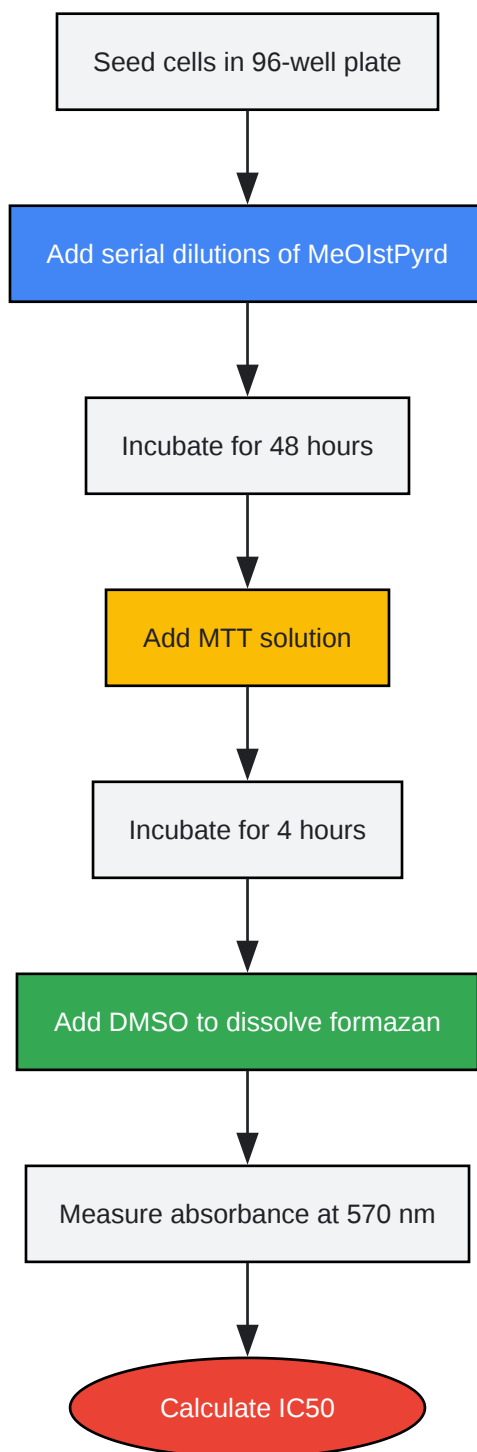 Seed cells in 96-well plate
Add serial dilutions of MeOIstPyrd
Incubate for 48 hours
Add MTT solution
Incubate for 4 hours
Add DMSO to dissolve formazan
Measure absorbance at 570 nm
Calculate IC50